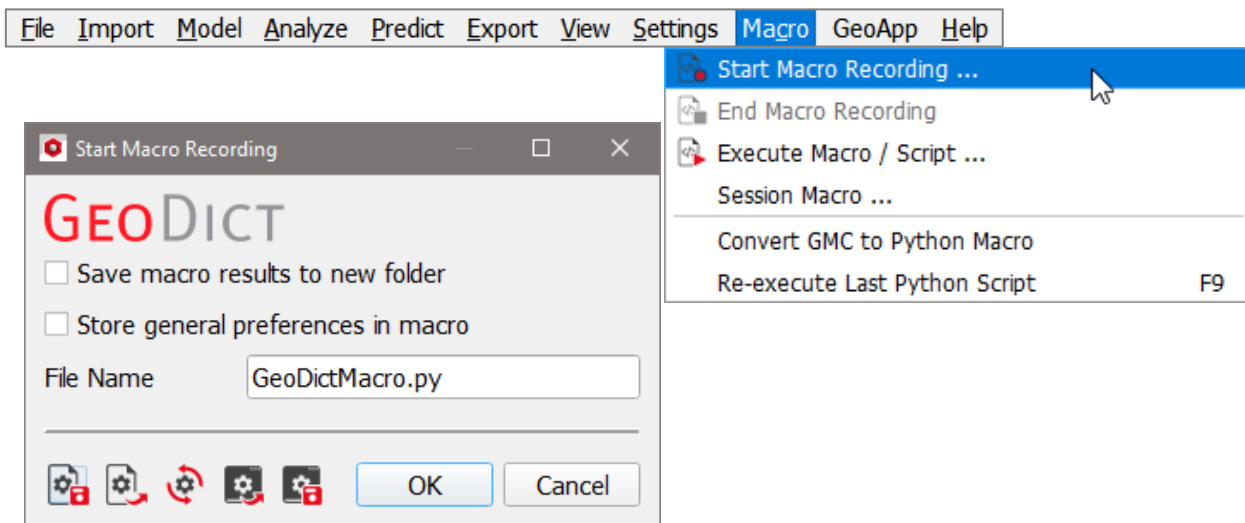 File Import Model Analyze Predict Export View Settings Macro GeoApp Help
Start Macro Recording ...
End Macro Recording
Execute Macro / Script ...
Session Macro ...
Convert GMC to Python Macro
Re-execute Last Python Script F9
Start Macro Recording
GEODICT
Save macro results to new folder
Store general preferences in macro
File Name GeoDictMacro.py
OK Cancel